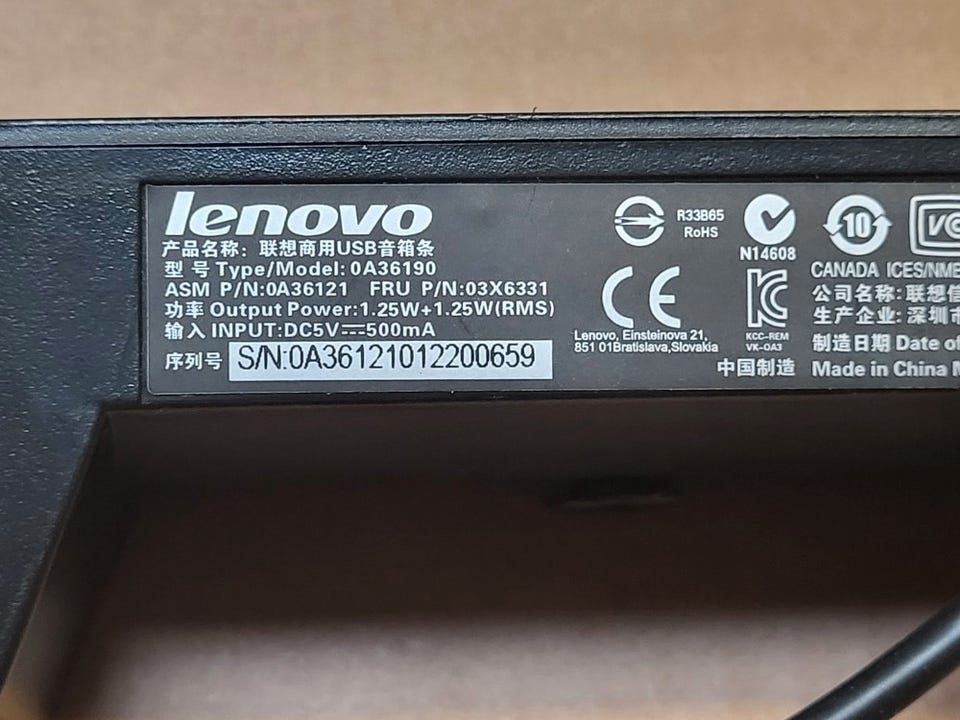 lenovo
产品名称：联想商用USB音箱条
型 号 Type/Model: 0A36190
ASM P/N:0A36121 FRU P/N:03X6331
功率 Output Power:1.25W+1.25W(RMS)
输入 INPUT:DC5V⎓500mA
序列号 S/N:0A36121012200659
R33B65
RoHS
N14608
10
CE
Lenovo, Einsteinova 21,
851 01Bratislava,Slovakia
KCC-REM
VK-OA3
中国制造
CANADA ICES/NMB
公司名称：联想信
生产企业：深圳市
制造日期 Date of
Made in China